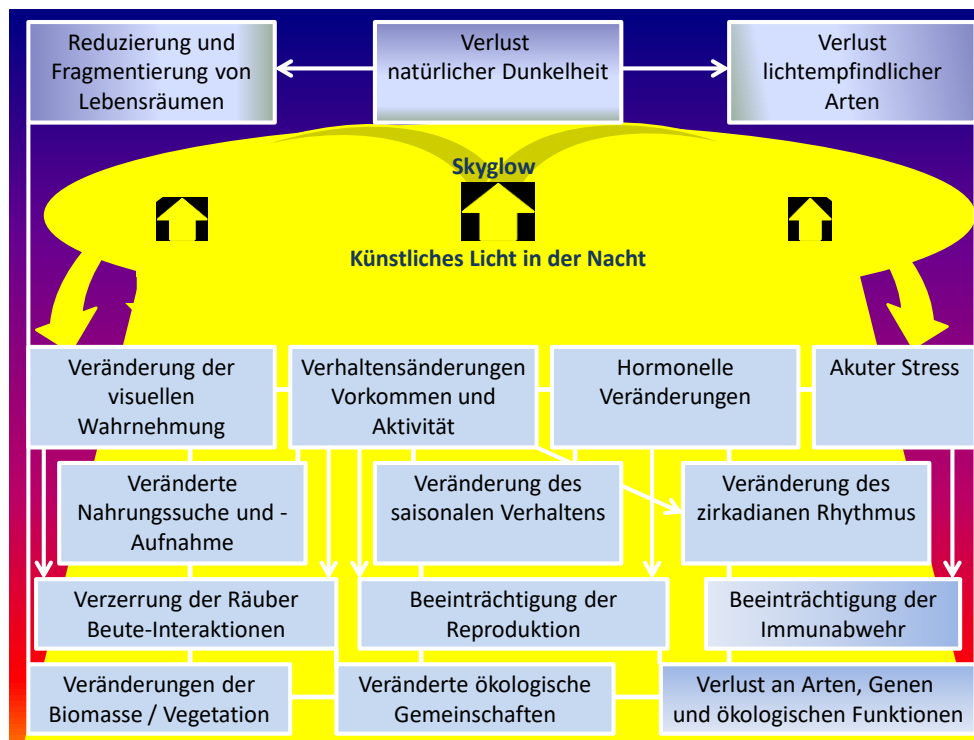 Reduzierung und
Fragmentierung von
Lebensräumen
Verlust
natürlicher Dunkelheit
Verlust
lichtempfindlicher
Arten
Skyglow
Künstliches Licht in der Nacht
Veränderung der
visuellen
Wahrnehmung
Verhaltensänderungen
Vorkommen und
Aktivität
Hormonelle
Veränderungen
Akuter Stress
Veränderte
Nahrungssuche und -
Aufnahme
Veränderung des
saisonalen Verhaltens
Veränderung des
zirkadianen Rhythmus
Verzerrung der Räuber
Beute-Interaktionen
Beeinträchtigung der
Reproduktion
Beeinträchtigung der
Immunabwehr
Veränderungen der
Biomasse / Vegetation
Veränderte ökologische
Gemeinschaften
Verlust an Arten, Genen
und ökologischen Funktionen